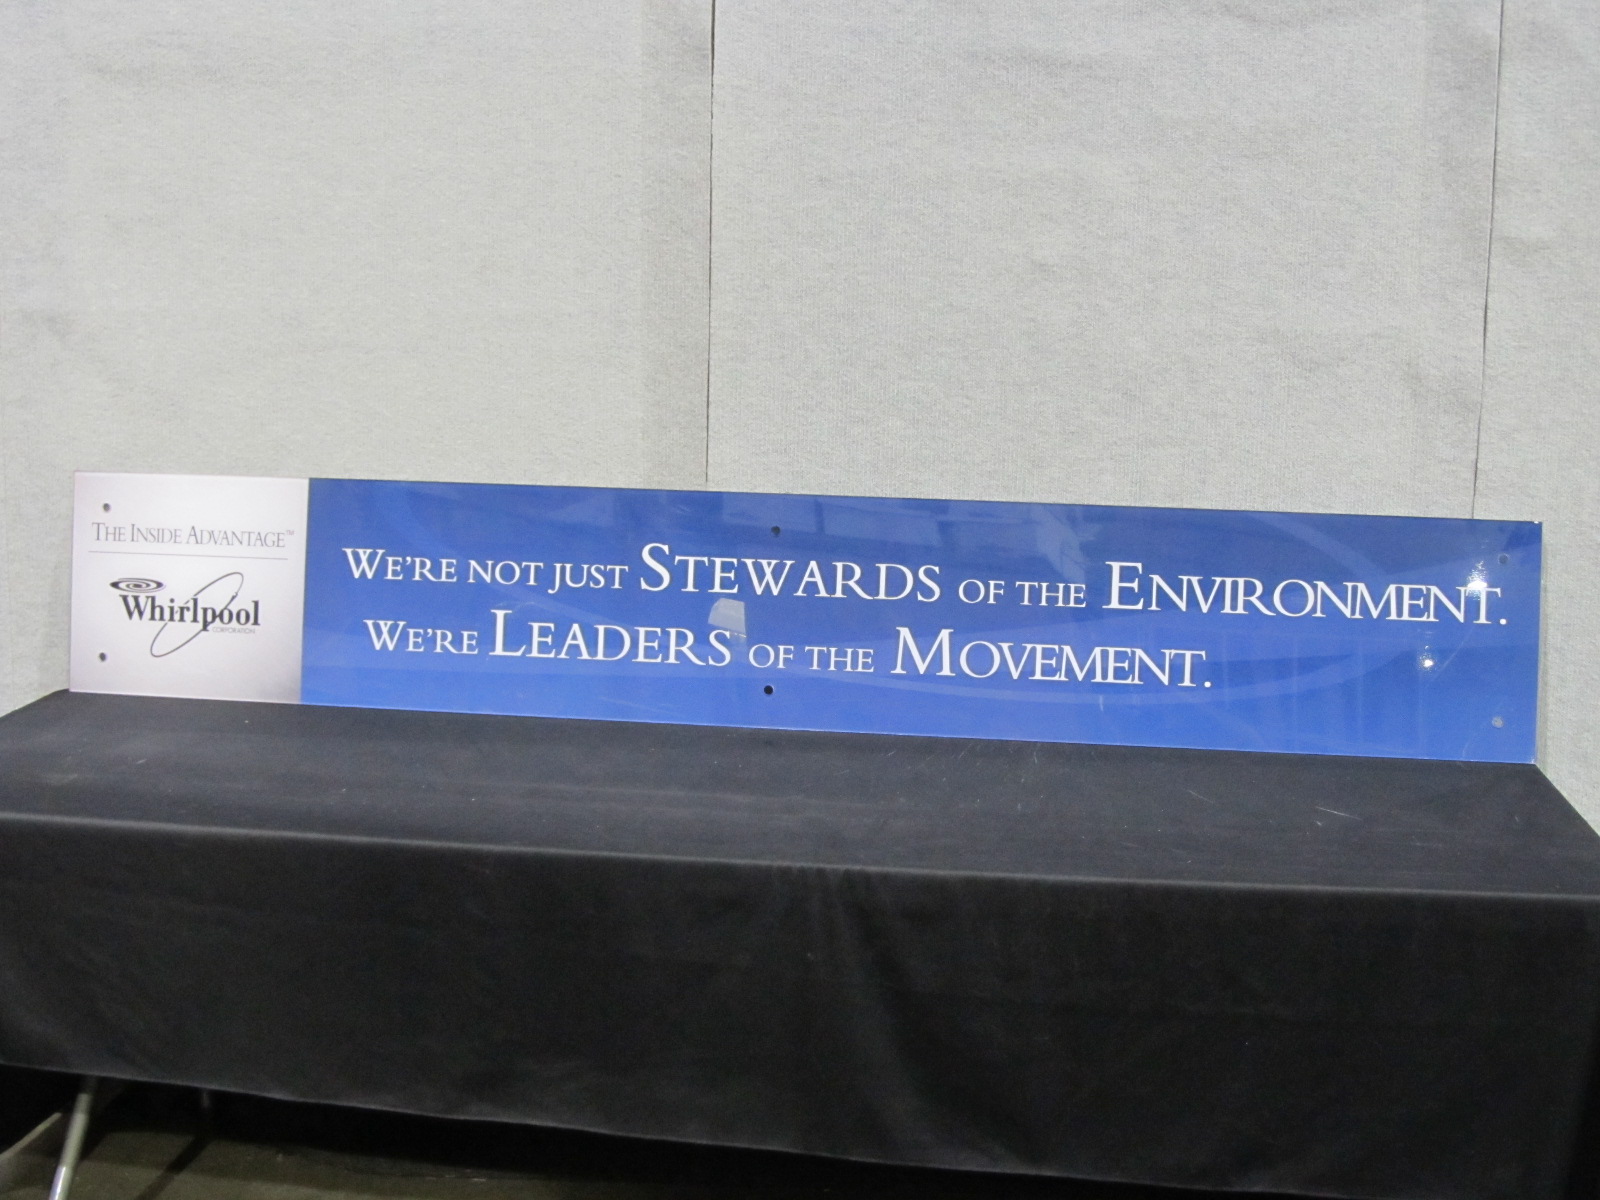 THE INSIDE ADVANTAGE™
Whirlpool
CORPORATION
WE'RE NOT JUST STEWARDS OF THE ENVIRONMENT.
WE'RE LEADERS OF THE MOVEMENT.